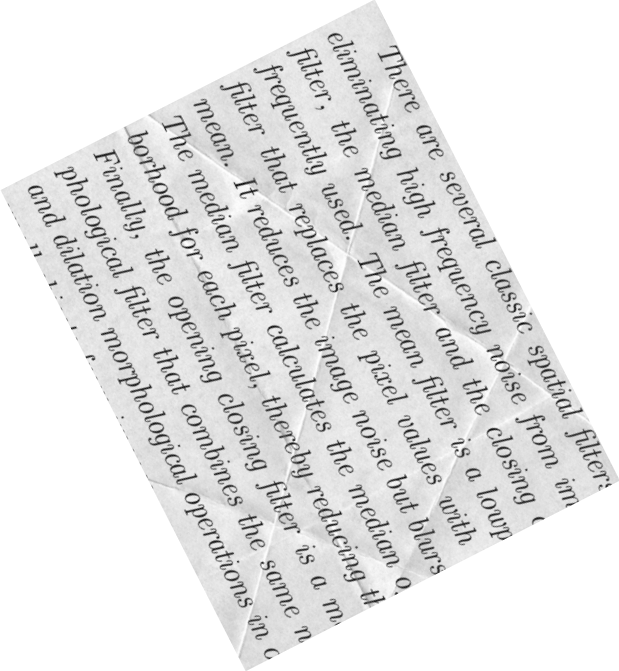 There are several classic spatial filters
eliminating high frequency noise from im
filter, the median filter and the closing
frequently used. The mean filter is a lowp
filter that replaces the pixel values with
mean. It reduces the image noise but blurs
The median filter calculates the median o
borhood for each pixel, thereby reducing th
Finally, the opening closing filter is a m
phological filter that combines the same n
and dilation morphological operations in